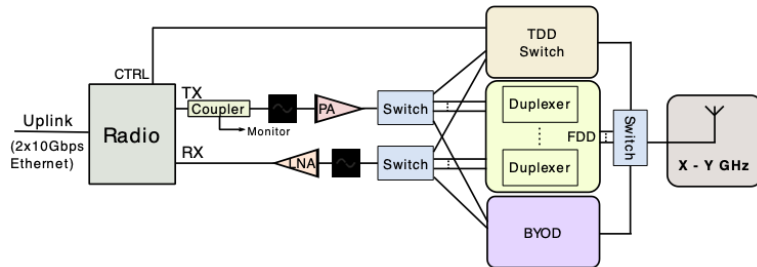 TDD
Switch
CTRL
TX
Coupler
PA
Switch
Duplexer
Uplink
Radio
Monitor
FDD
Switch
(2x10Gbps
Ethernet)
RX
LNA
Switch
Duplexer
X - Y GHz
BYOD